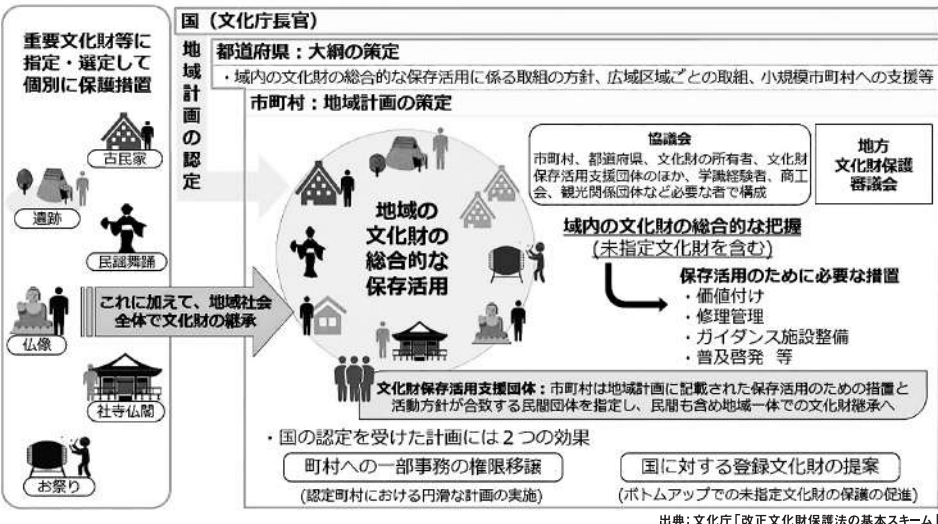 重要文化財等に
指定・選定して
個別に保護措置
古民家
遺跡
民謡舞踊
仏像
社寺仏閣
お祭り
これに加えて、地域社会
全体で文化財の継承
国（文化庁長官）
地域計画の認定
都道府県：大綱の策定
・域内の文化財の総合的な保存活用に係る取組の方針、広域区域ごとの取組、小規模市町村への支援等
市町村：地域計画の策定
地域の
文化財の
総合的な
保存活用
協議会
市町村、都道府県、文化財の所有者、文化財
保存活用支援団体のほか、学識経験者、商工
会、観光関係団体など必要な者で構成
地方
文化財保護
審議会
域内の文化財の総合的な把握
(未指定文化財を含む)
保存活用のために必要な措置
・価値付け
・修理管理
・ガイダンス施設整備
・普及啓発 等
文化財保存活用支援団体：市町村は地域計画に記載された保存活用のための措置と
活動方針が合致する民間団体を指定し、民間も含め地域一体での文化財継承へ
・国の認定を受けた計画には２つの効果
町村への一部事務の権限移譲
(認定町村における円滑な計画の実施)
国に対する登録文化財の提案
(ボトムアップでの未指定文化財の保護の促進)
出典：文化庁「改正文化財保護法の基本スキーム」